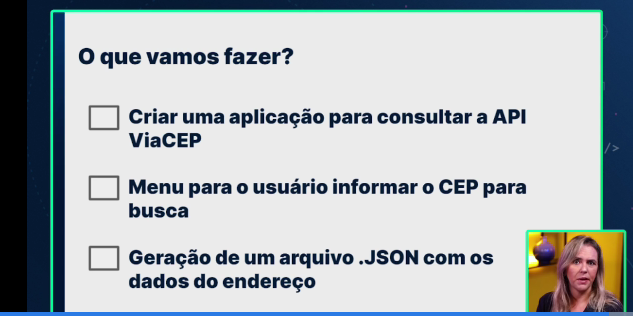 O que vamos fazer?
Criar uma aplicação para consultar a API
ViaCEP
Menu para o usuário informar o CEP para
busca
Geração de um arquivo .JSON com os
dados do endereço
/>